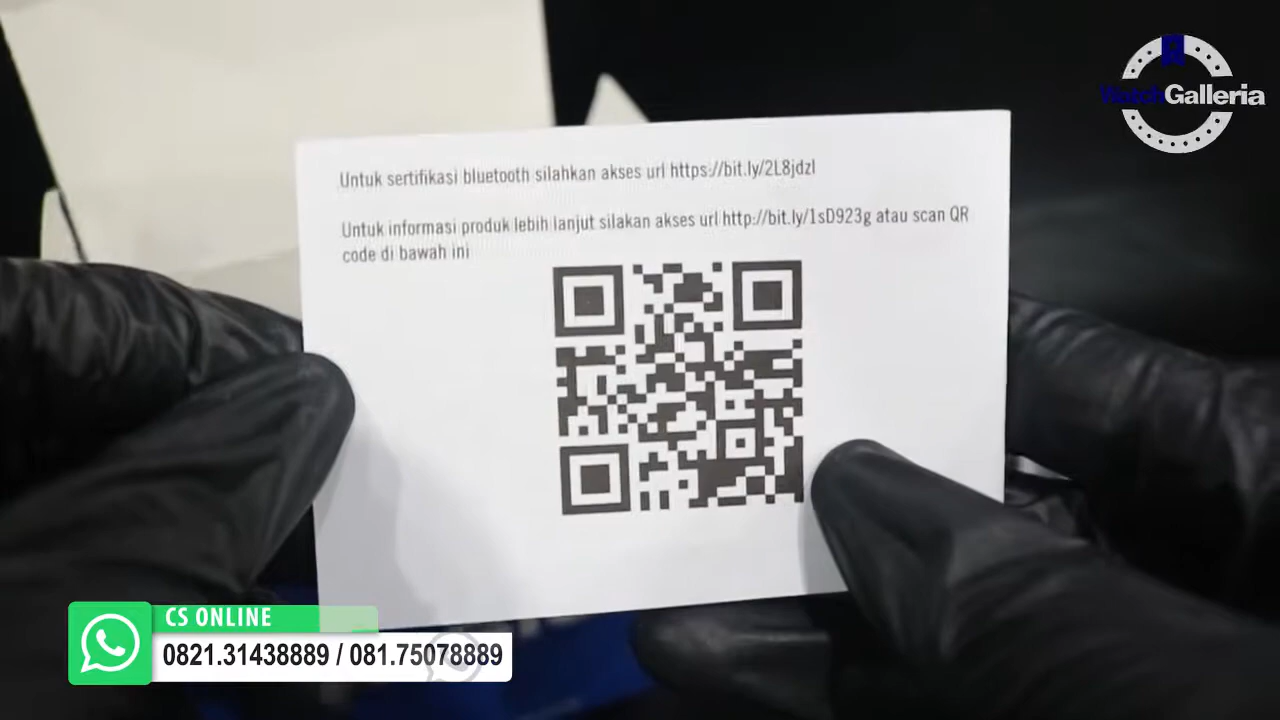 WatchGalleria
Untuk sertifikasi bluetooth silahkan akses url https://bit.ly/2L8jdzl
Untuk informasi produk lebih lanjut silakan akses url http://bit.ly/1sD923g atau scan QR
code di bawah ini
CS ONLINE
0821.31438889 / 081.75078889